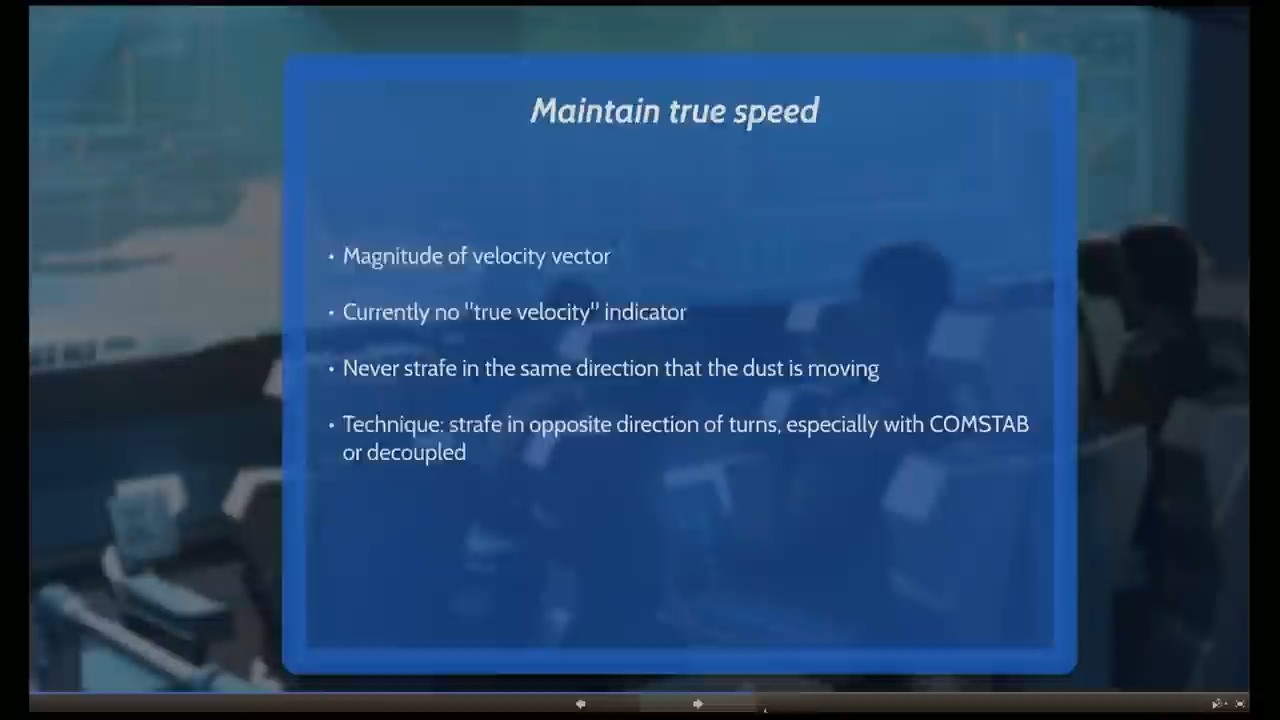 Maintain true speed
• Magnitude of velocity vector
• Currently no "true velocity" indicator
• Never strafe in the same direction that the dust is moving
• Technique: strafe in opposite direction of turns, especially with COMSTAB
or decoupled